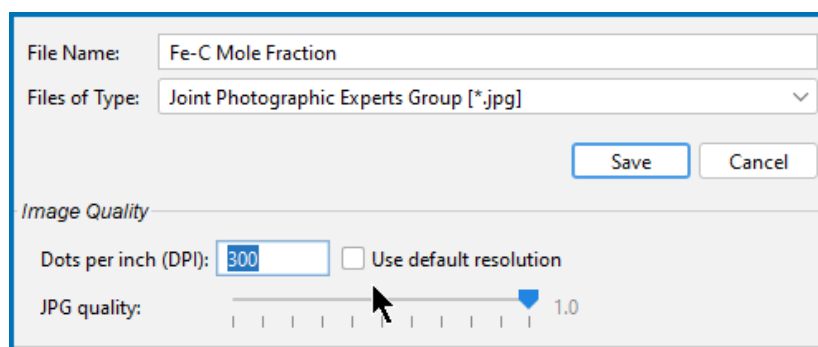 File Name: Fe-C Mole Fraction
Files of Type: Joint Photographic Experts Group [*.jpg]
Save Cancel
Image Quality
Dots per inch (DPI): 300 Use default resolution
JPG quality: 1.0